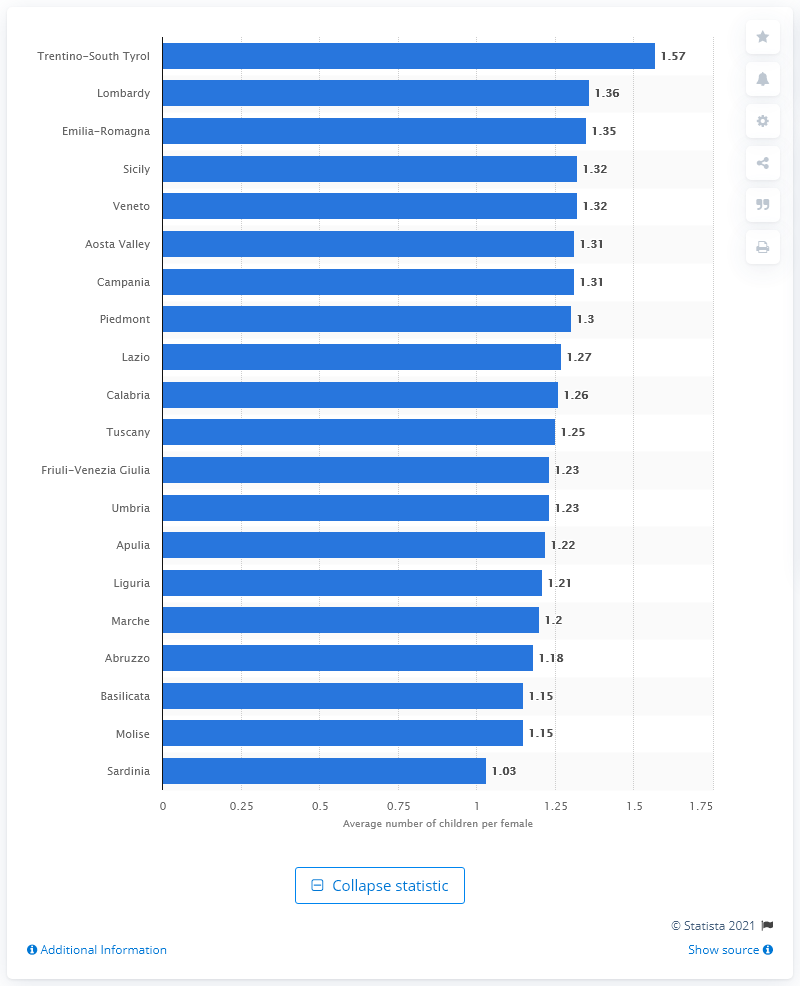 Trentino-South Tyrol 1.57
Lombardy 1.36
Emilia-Romagna 1.35
Sicily 1.32
Veneto 1.32
Aosta Valley 1.31
Campania 1.31
Piedmont 1.3
Lazio 1.27
Calabria 1.26
Tuscany 1.25
Friuli-Venezia Giulia 1.23
Umbria 1.23
Apulia 1.22
Liguria 1.21
Marche 1.2
Abruzzo 1.18
Basilicata 1.15
Molise 1.15
Sardinia 1.03
0 0.25 0.5 0.75 1 1.25 1.5 1.75
Average number of children per female
Collapse statistic
© Statista 2021
Additional Information Show source